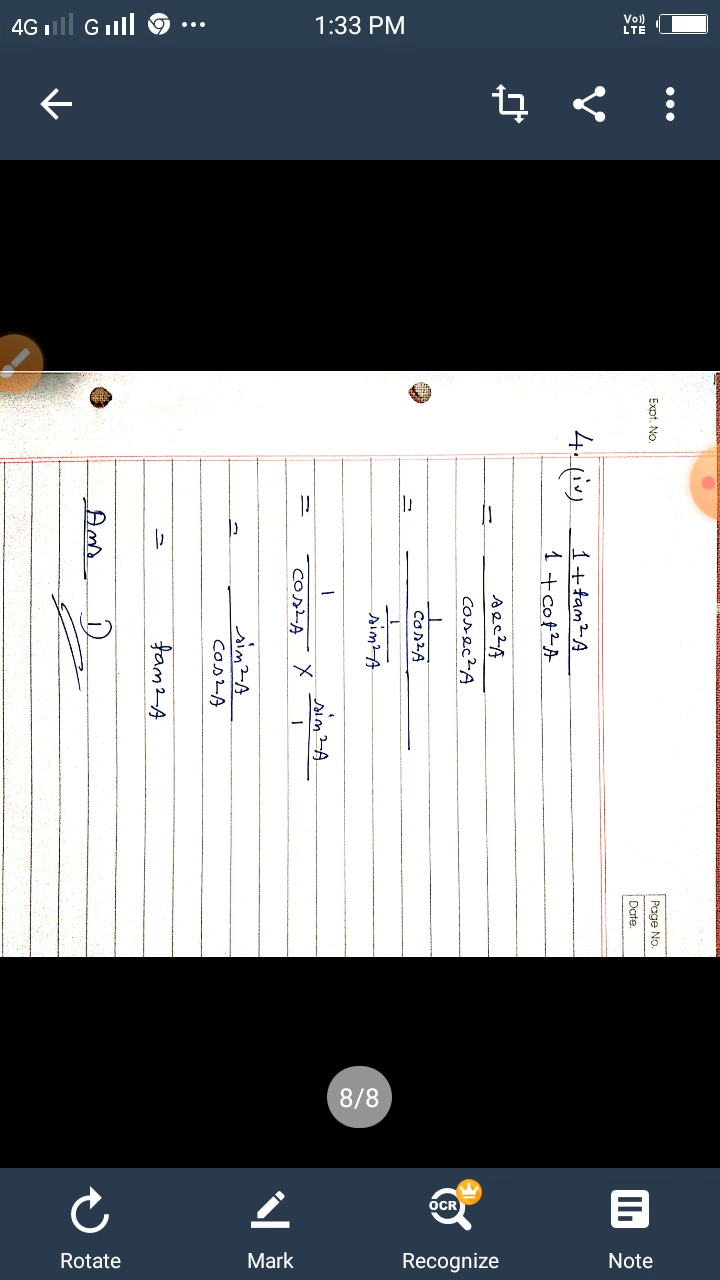 4G G ... 1:33 PM Vo)) LTE
Expt. No.
Page No.
Date.
4. (iv) 1 + tan²A
1 + cot²A
= sec²A
cosec²A
= 1
cos²A
1
sin²A
= 1 × sin²A
cos²A 1
= sin²A
cos²A
= tan²A
Ans D
8/8
OCR
Rotate Mark Recognize Note